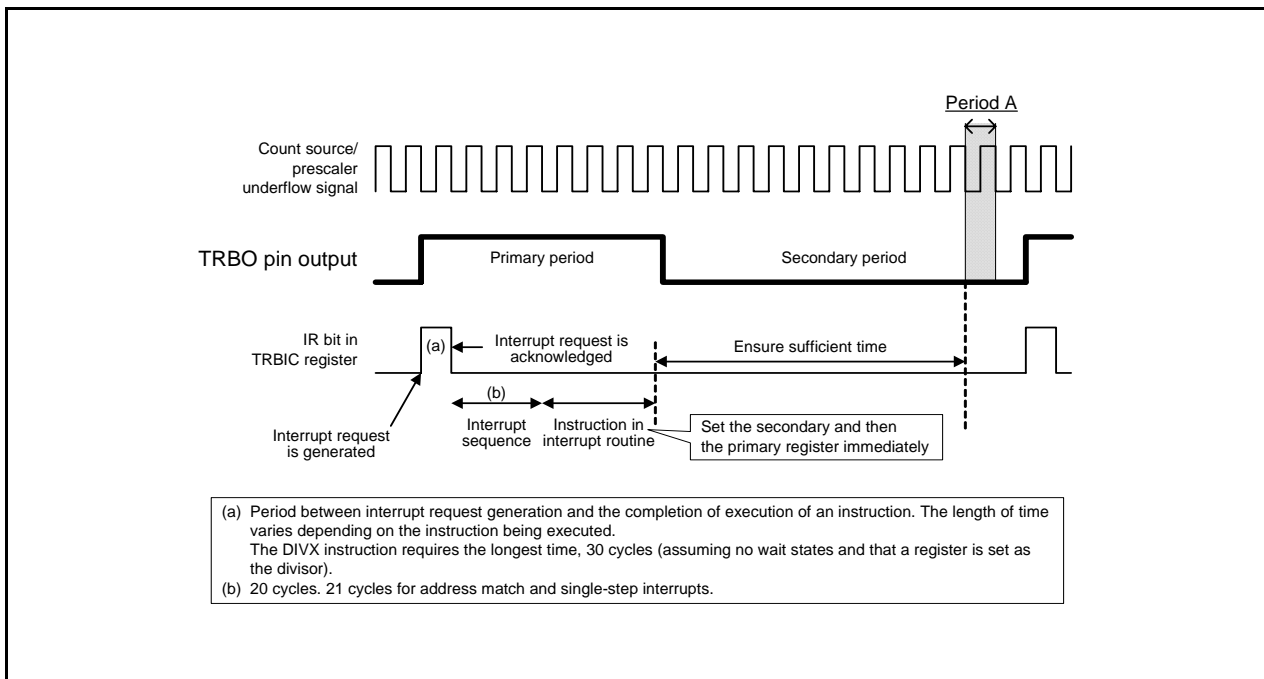 Period A
Count source/
prescaler
underflow signal
TRBO pin output
Primary period
Secondary period
IR bit in
TRBIC register
(a)
Interrupt request is
acknowledged
Ensure sufficient time
(b)
Interrupt
sequence
Instruction in
interrupt routine
Set the secondary and then
the primary register immediately
Interrupt request
is generated
(a) Period between interrupt request generation and the completion of execution of an instruction. The length of time
varies depending on the instruction being executed.
The DIVX instruction requires the longest time, 30 cycles (assuming no wait states and that a register is set as
the divisor).
(b) 20 cycles. 21 cycles for address match and single-step interrupts.